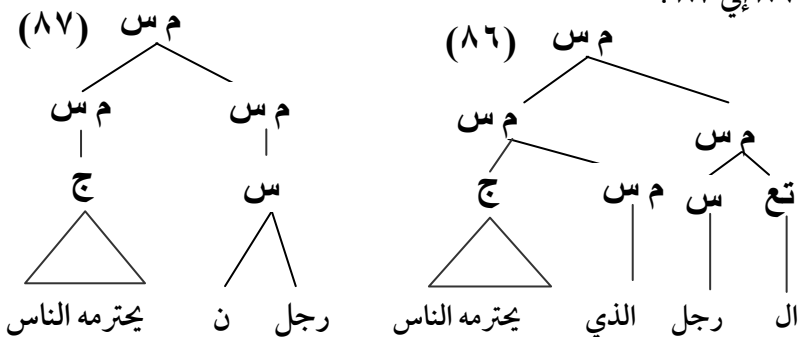 م س (٨٦) م س (٨٧)
م س م س م س م س
تع س م س ج س ج
ال رجل الذي يحترمه الناس رجل ن يحترمه الناس